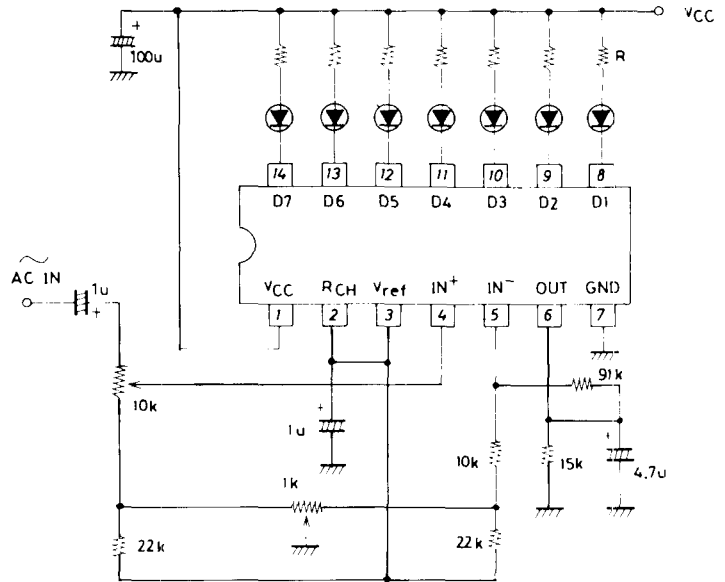 VCC
100u
R
14 13 12 11 10 9 8
D7 D6 D5 D4 D3 D2 D1
AC IN
1u
VCC RCH Vref IN+ IN- OUT GND
1 2 3 4 5 6 7
91k
10k
1u
10k
15k
4.7u
1k
22k
22k